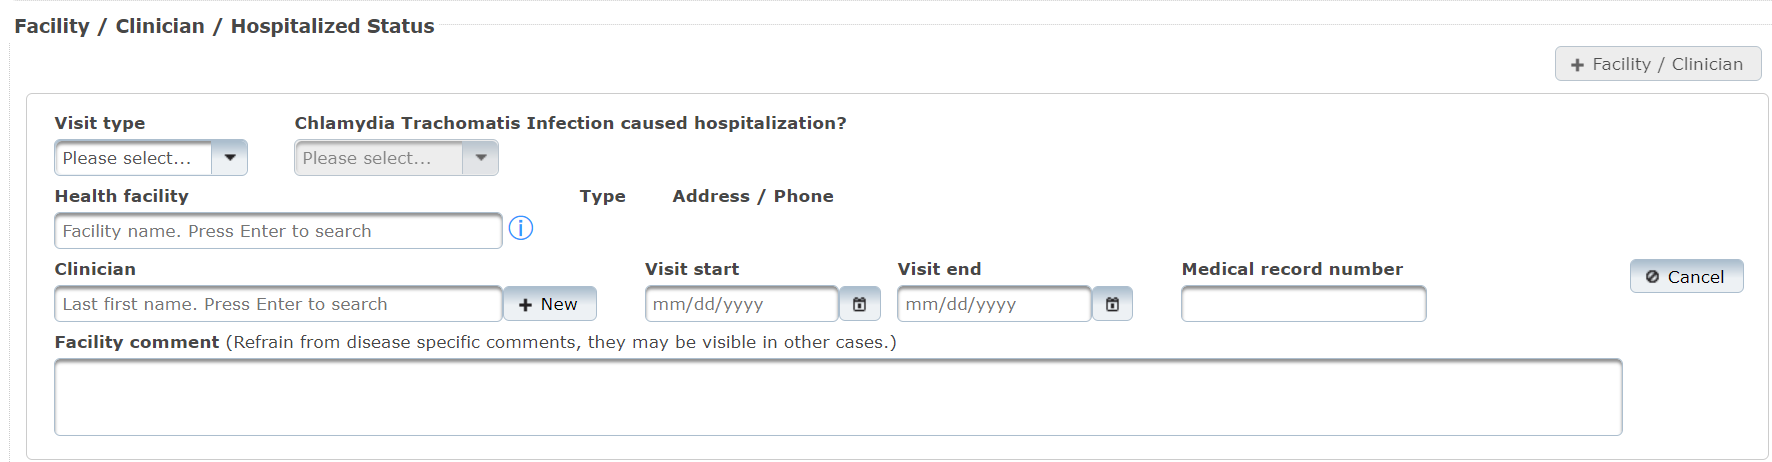 Facility / Clinician / Hospitalized Status
+ Facility / Clinician
Visit type
Chlamydia Trachomatis Infection caused hospitalization?
Please select...
Please select...
Health facility
Type
Address / Phone
Facility name. Press Enter to search
Clinician
Visit start
Visit end
Medical record number
Cancel
Last first name. Press Enter to search
+ New
mm/dd/yyyy
mm/dd/yyyy
Facility comment (Refrain from disease specific comments, they may be visible in other cases.)